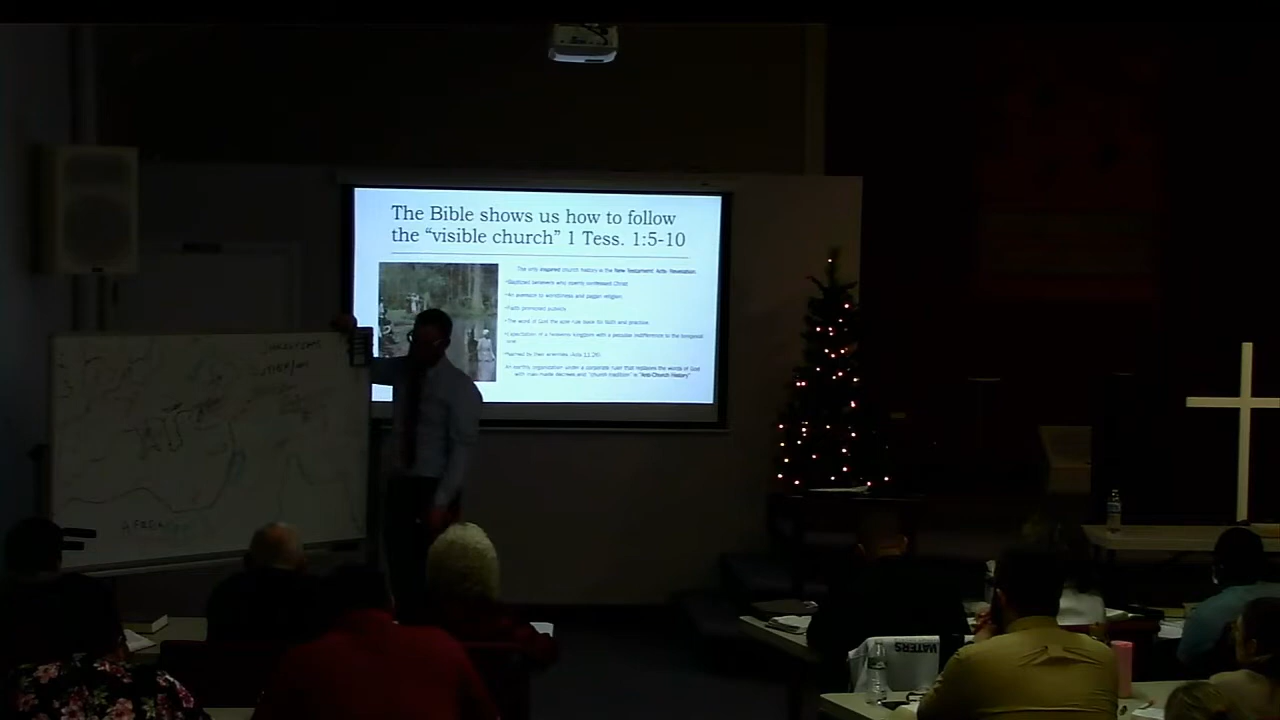 The Bible shows us how to follow
the “visible church” 1 Tess. 1:5-10
The only inspired church history is the New Testament: Acts- Revelation.
•Baptized believers who openly confessed Christ
•An aversion to worldliness and pagan religion
•Faith promoted publicly
•The word of God the sole rule basis for faith and practice
•Expectation of a heavenly kingdom with a peculiar indifference to the temporal
one
•Named by their enemies (Acts 11:26)
An earthly organization under a corporate ruler that replaces the words of God
with man-made decrees and “church tradition” is “Anti-Church History”
AFRICA
WATERS